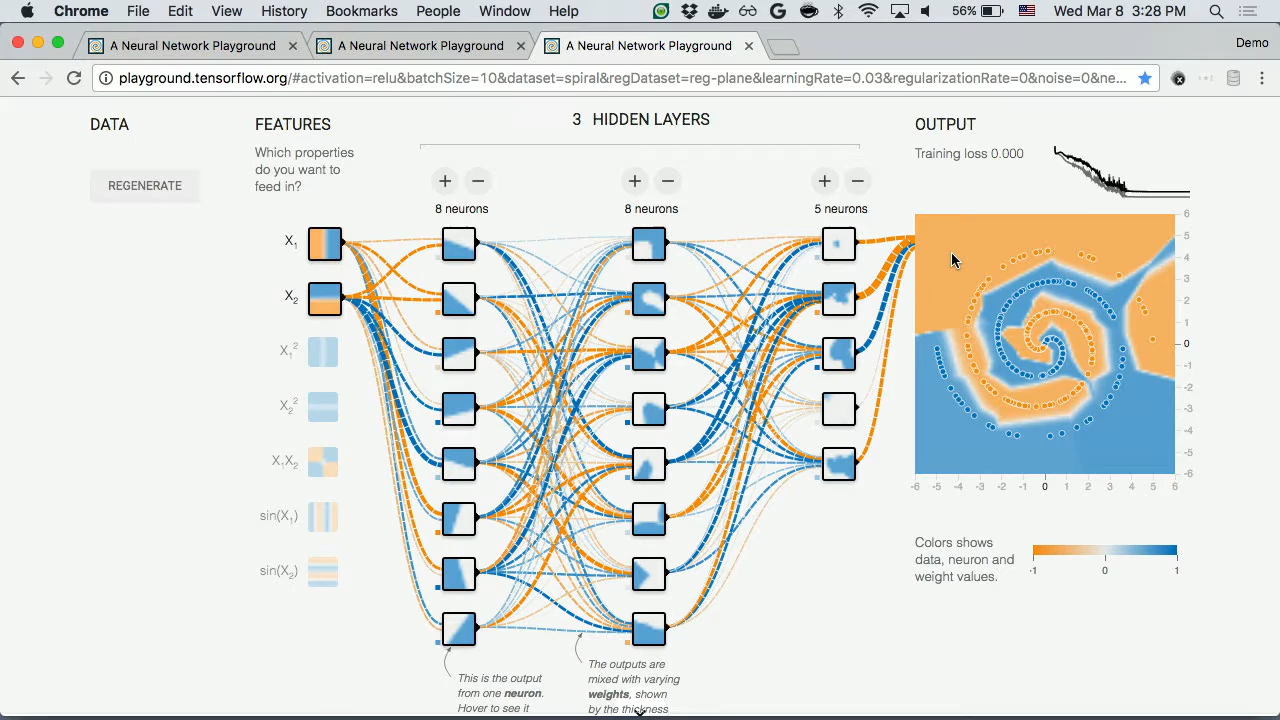 Chrome File Edit View History Bookmarks People Window Help 56% Wed Mar 8 3:28 PM
A Neural Network Playground A Neural Network Playground A Neural Network Playground Demo
playground.tensorflow.org/#activation=relu&batchSize=10&dataset=spiral&regDataset=reg-plane&learningRate=0.03&regularizationRate=0&noise=0&ne...
DATA
REGENERATE
FEATURES
Which properties
do you want to
feed in?
X₁
X₂
X₁²
X₂²
X₁X₂
sin(X₁)
sin(X₂)
3 HIDDEN LAYERS
+ − + − + −
8 neurons 8 neurons 5 neurons
This is the output
from one neuron.
Hover to see it
The outputs are
mixed with varying
weights, shown
by the thickness
OUTPUT
Training loss 0.000
6
5
4
3
2
1
0
-1
-2
-3
-4
-5
-6
-6 -5 -4 -3 -2 -1 0 1 2 3 4 5 6
Colors shows
data, neuron and
weight values.
-1 0 1